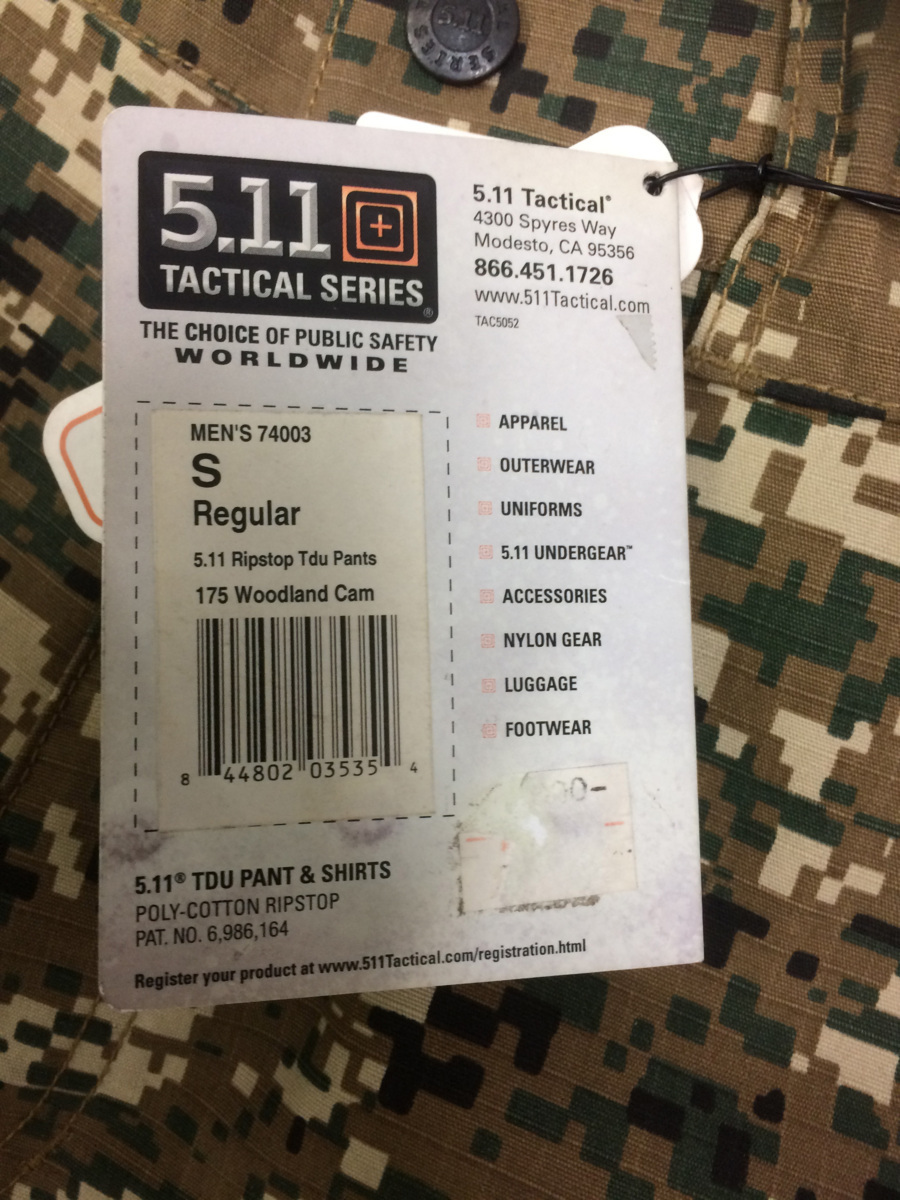 5.11
SERIES
5.11
TACTICAL SERIES®
THE CHOICE OF PUBLIC SAFETY
WORLDWIDE
5.11 Tactical®
4300 Spyres Way
Modesto, CA 95356
866.451.1726
www.511Tactical.com
TAC5052
MEN'S 74003
S
Regular
5.11 Ripstop Tdu Pants
175 Woodland Cam
8 44802 03535 4
APPAREL
OUTERWEAR
UNIFORMS
5.11 UNDERGEAR™
ACCESSORIES
NYLON GEAR
LUGGAGE
FOOTWEAR
5.11® TDU PANT & SHIRTS
POLY-COTTON RIPSTOP
PAT. NO. 6,986,164
Register your product at www.511Tactical.com/registration.html